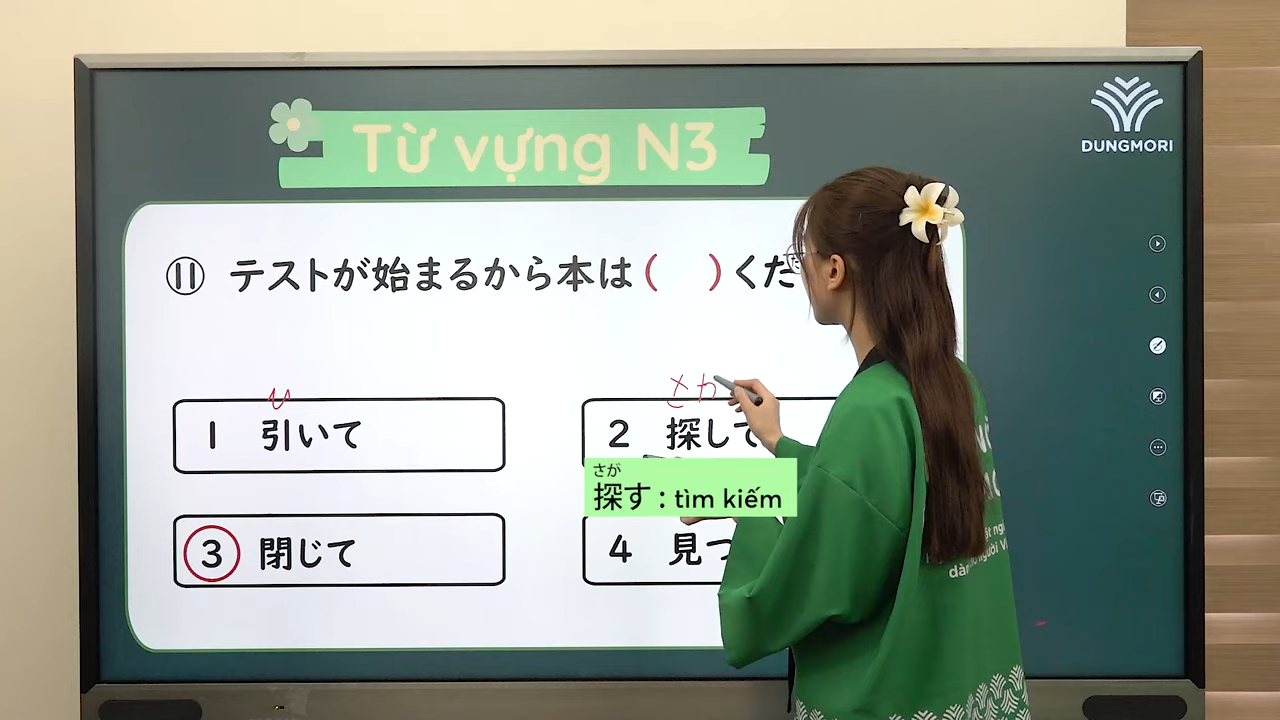 Từ vựng N3
DUNGMORI
⑪ テストが始まるから本は( )くだ
ひ
1 引いて
さが
2 探して
さが
探す : tìm kiếm
3 閉じて
4 見つ